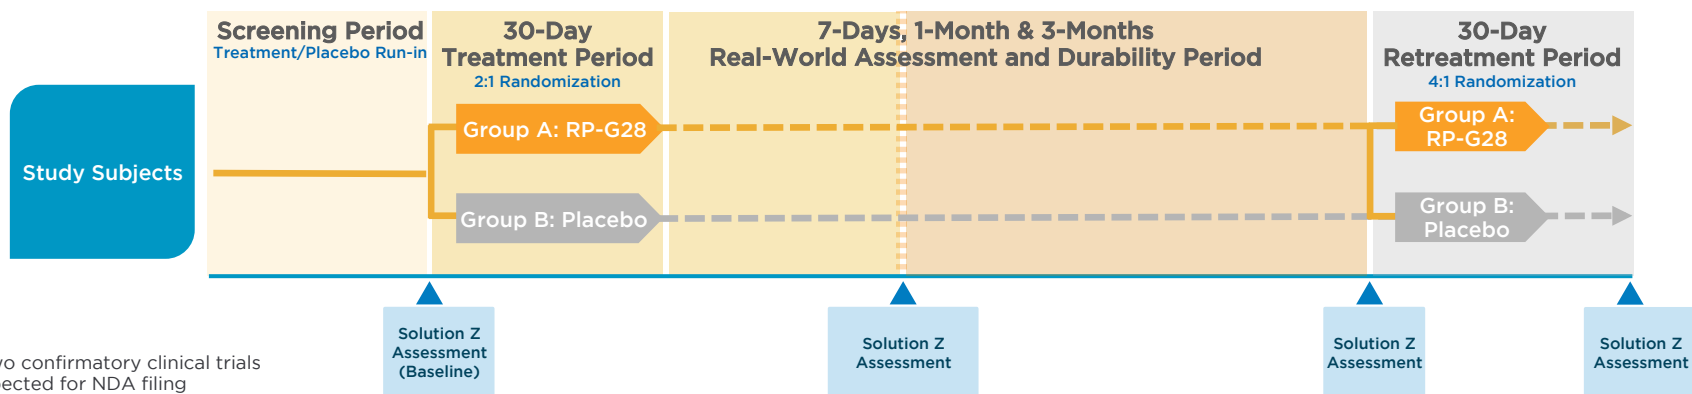 Screening Period
Treatment/Placebo Run-in
30-Day
Treatment Period
2:1 Randomization
7-Days, 1-Month & 3-Months
Real-World Assessment and Durability Period
30-Day
Retreatment Period
4:1 Randomization
Study Subjects
Group A: RP-G28
Group B: Placebo
Group A:
RP-G28
Group B:
Placebo
Solution Z
Assessment
(Baseline)
Solution Z
Assessment
Solution Z
Assessment
Solution Z
Assessment
confirmatory clinical trials
for NDA filing